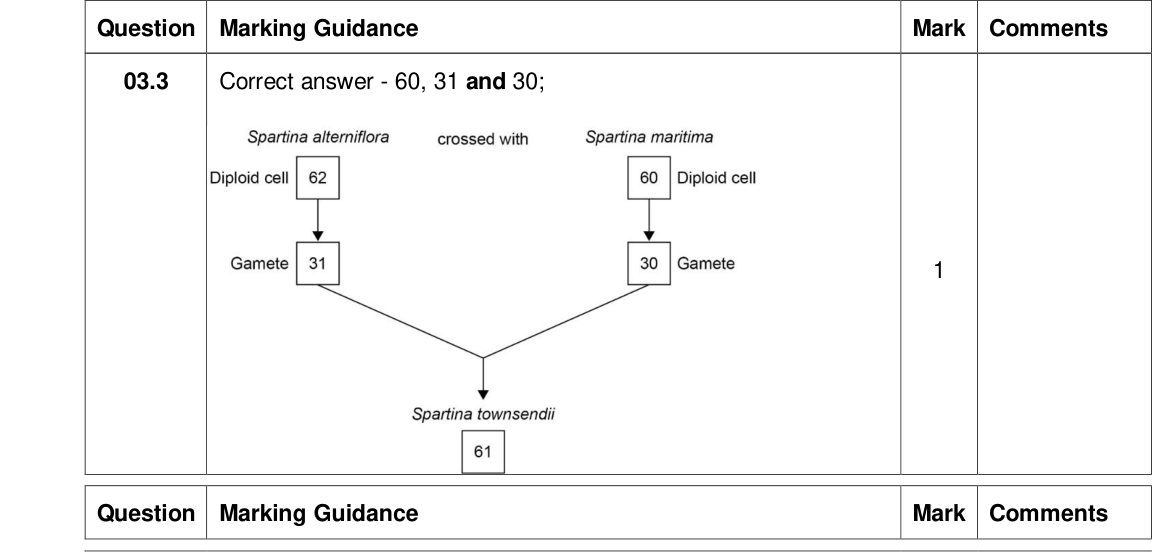 Question Marking Guidance Mark Comments
03.3 Correct answer - 60, 31 and 30;
Spartina alterniflora crossed with Spartina maritima
Diploid cell 62 60 Diploid cell
Gamete 31 30 Gamete
1
Spartina townsendii
61
Question Marking Guidance Mark Comments